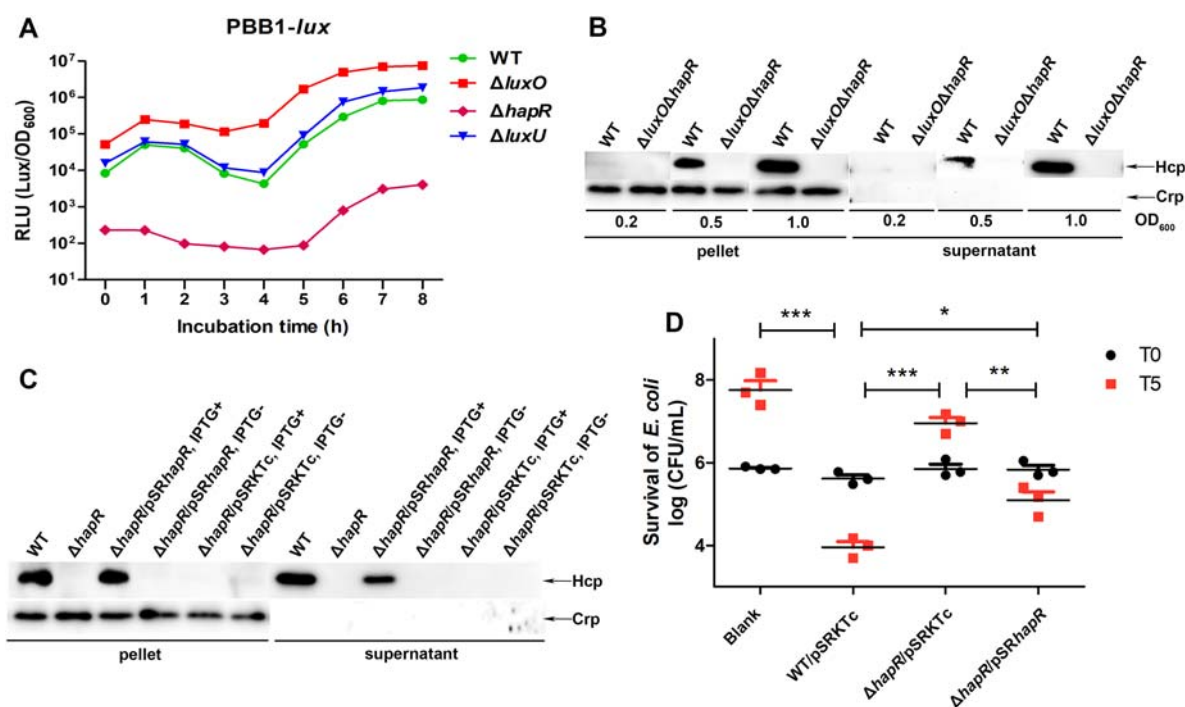 A
PBB1-lux
RLU (Lux/OD600)
10⁷
10⁶
10⁵
10⁴
10³
10²
10¹
0 1 2 3 4 5 6 7 8
Incubation time (h)
WT
ΔluxO
ΔhapR
ΔluxU
B
WT
ΔluxOΔhapR
WT
ΔluxOΔhapR
WT
ΔluxOΔhapR
WT
ΔluxOΔhapR
WT
ΔluxOΔhapR
WT
ΔluxOΔhapR
Hcp
Crp
0.2 0.5 1.0 0.2 0.5 1.0 OD600
pellet supernatant
C
WT
ΔhapR
ΔhapR/pSRhapR, IPTG+
ΔhapR/pSRhapR, IPTG-
ΔhapR/pSRKTc, IPTG+
ΔhapR/pSRKTc, IPTG-
WT
ΔhapR
ΔhapR/pSRhapR, IPTG+
ΔhapR/pSRhapR, IPTG-
ΔhapR/pSRKTc, IPTG+
ΔhapR/pSRKTc, IPTG-
Hcp
Crp
pellet supernatant
D
Survival of E. coli
log (CFU/mL)
8
6
4
*** *
*** **
T0
T5
Blank
WT/pSRKTc
ΔhapR/pSRKTc
ΔhapR/pSRhapR